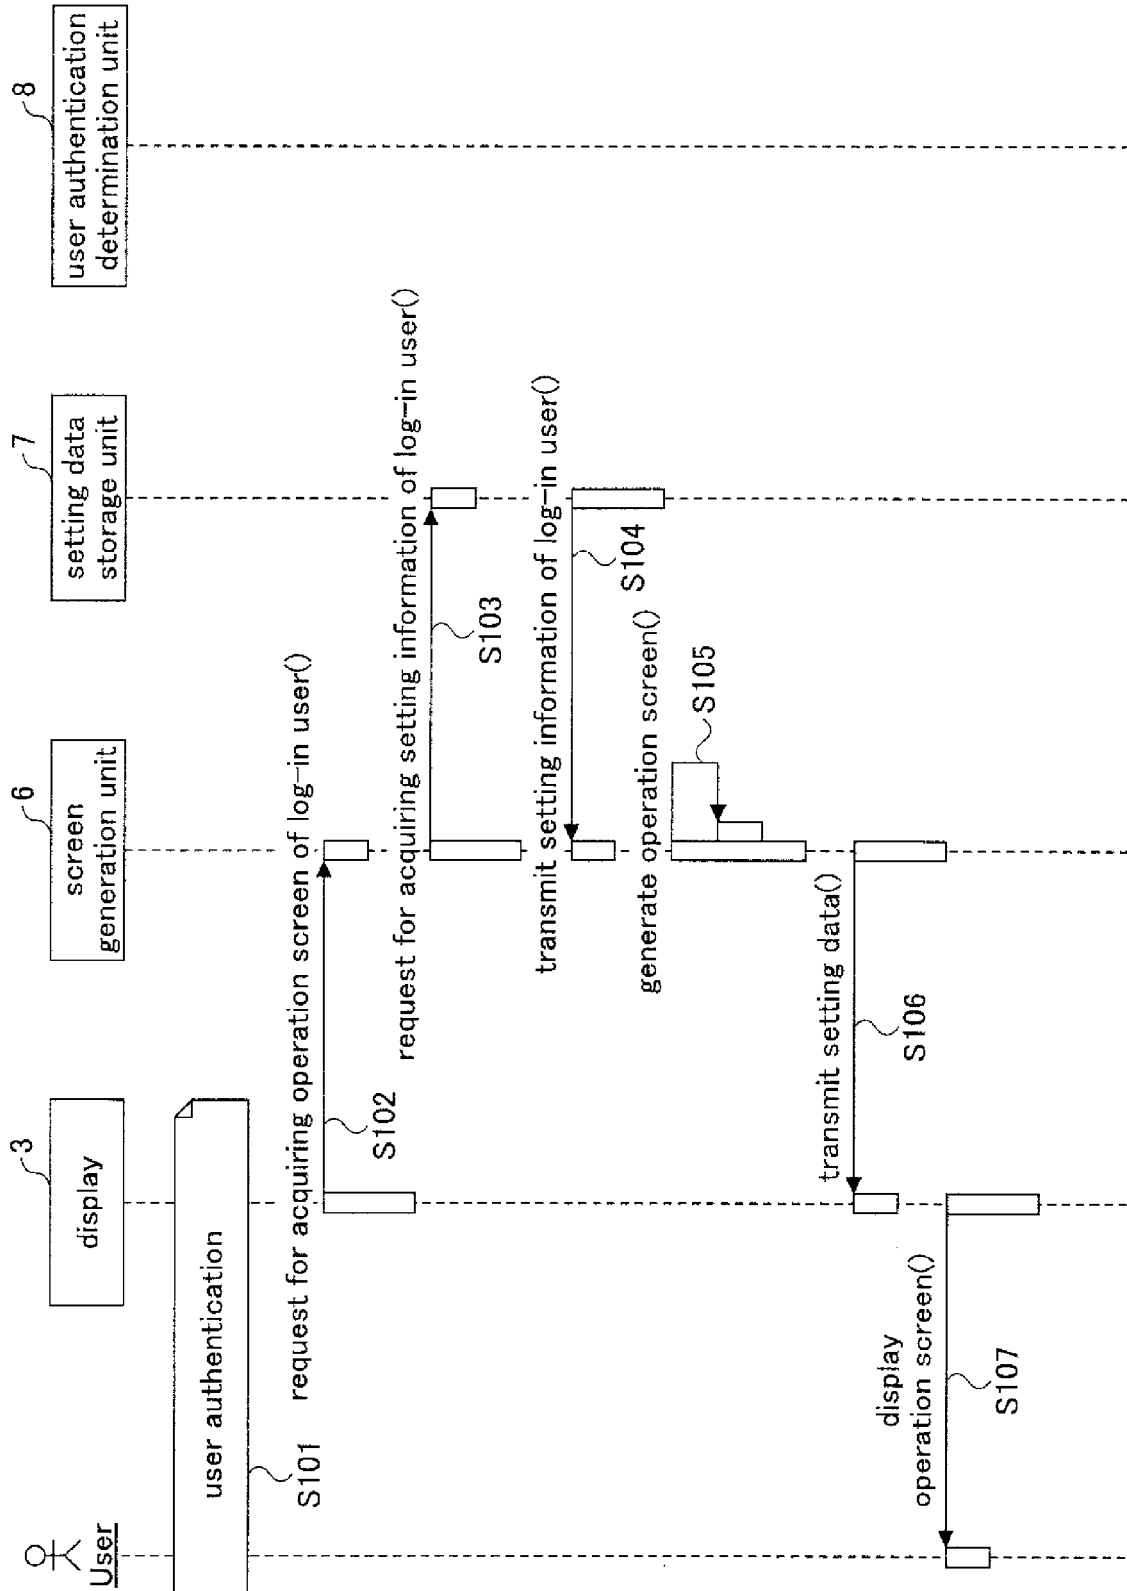 User
3
display
6
screen
generation unit
7
setting data
storage unit
8
user authentication
determination unit
user authentication
S101
request for acquiring operation screen of log-in user()
S102
request for acquiring setting information of log-in user()
S103
transmit setting information of log-in user()
S104
generate operation screen()
S105
transmit setting data()
S106
display
operation screen()
S107